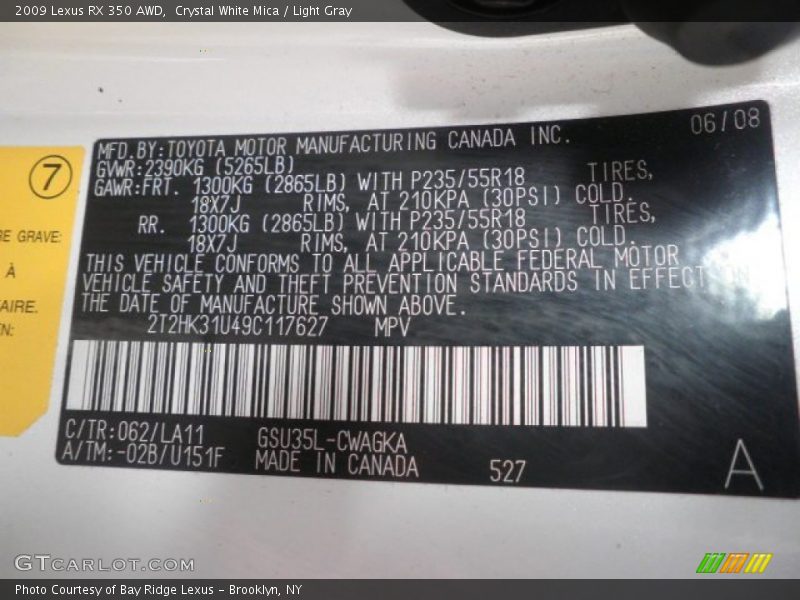 2009 Lexus RX 350 AWD,  Crystal White Mica / Light Gray
06/08
MFD. BY: TOYOTA MOTOR MANUFACTURING CANADA INC.
GVWR: 2390KG (5265LB)
GAWR: FRT. 1300KG (2865LB) WITH P235/55R18 TIRES,
18X7J RIMS, AT 210KPA (30PSI) COLD.
RR. 1300KG (2865LB) WITH P235/55R18 TIRES,
18X7J RIMS, AT 210KPA (30PSI) COLD.
THIS VEHICLE CONFORMS TO ALL APPLICABLE FEDERAL MOTOR
VEHICLE SAFETY AND THEFT PREVENTION STANDARDS IN EFFECT ON
THE DATE OF MANUFACTURE SHOWN ABOVE.
2T2HK31U49C117627 MPV
C/TR: 062/LA11 GSU35L-CWAGKA
A/TM: -02B/U151F MADE IN CANADA 527
A
7
GRAVE:
À
AIRE.
N:
GTCARLOT.COM
Photo Courtesy of Bay Ridge Lexus – Brooklyn, NY